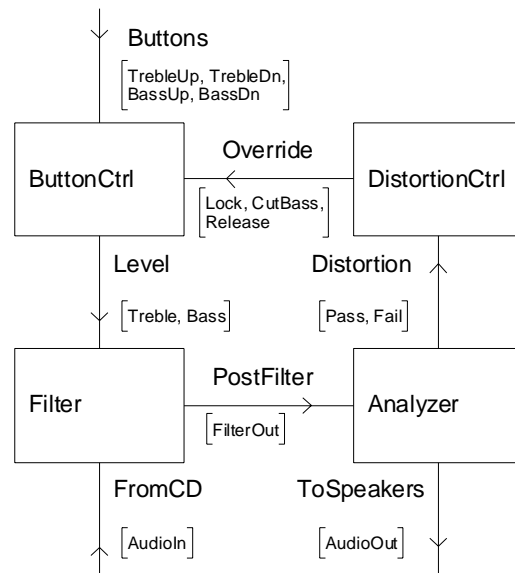 Buttons
[TrebleUp, TrebleDn,
BassUp, BassDn]
ButtonCtrl
Override
[Lock, CutBass,
Release]
DistortionCtrl
Level
[Treble, Bass]
Distortion
[Pass, Fail]
Filter
PostFilter
[FilterOut]
Analyzer
FromCD
[AudioIn]
ToSpeakers
[AudioOut]